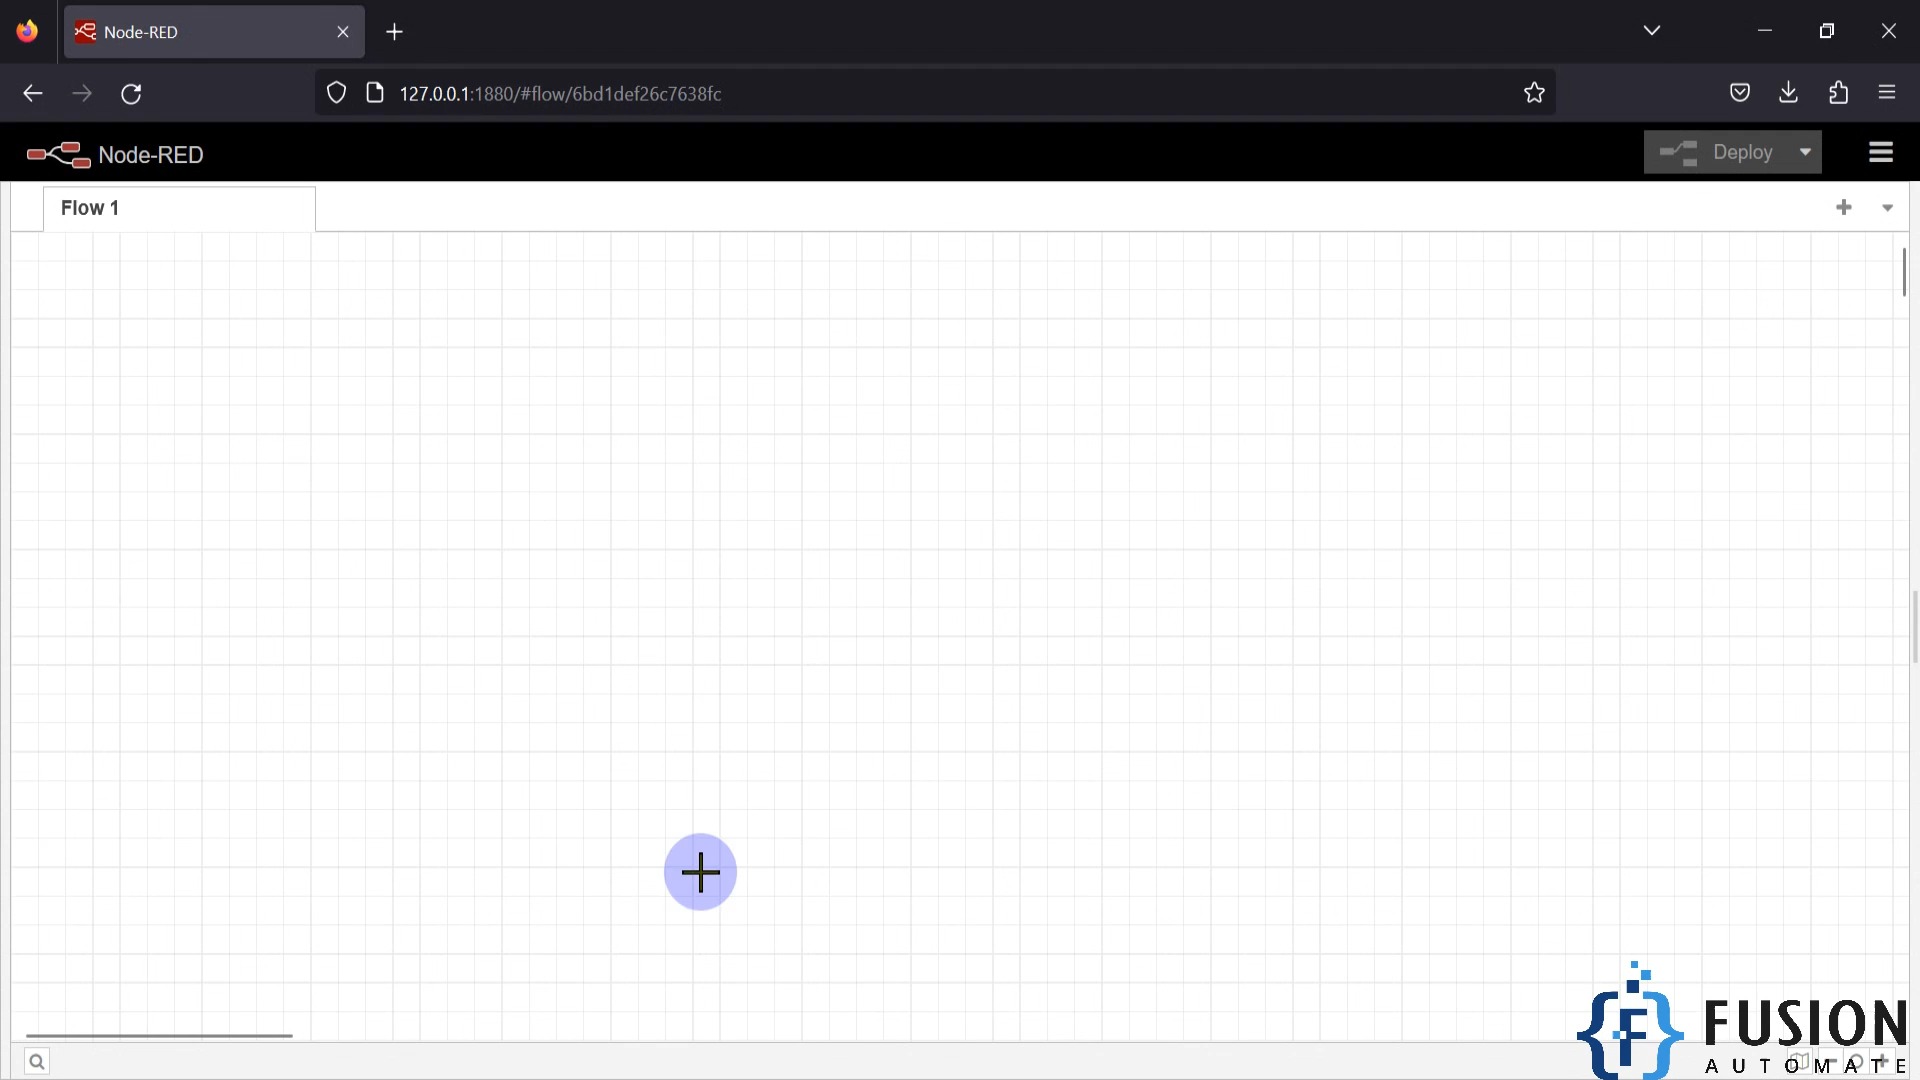 Node-RED
127.0.0.1:1880/#flow/6bd1def26c7638fc
Node-RED
Deploy
Flow 1
FUSION
AUTOMATE